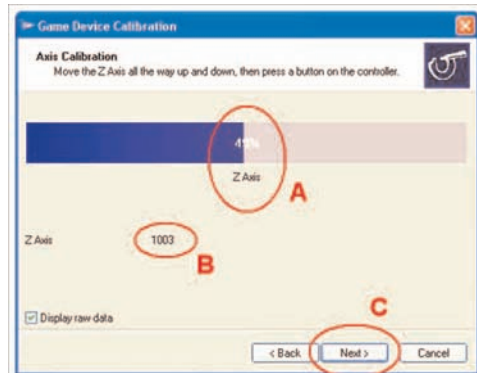 Game Device Calibration
Axis Calibration
Move the Z Axis all the way up and down, then press a button on the controller.
49%
Z Axis
A
Z Axis
1003
B
C
Display raw data
< Back
Next >
Cancel